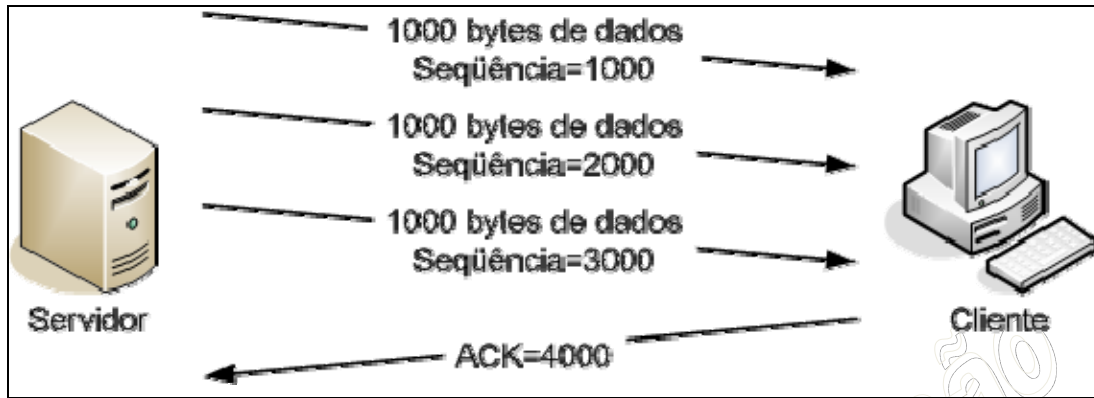 1000 bytes de dados
Seqüência=1000
1000 bytes de dados
Seqüência=2000
1000 bytes de dados
Seqüência=3000
Servidor
Cliente
ACK=4000
ão